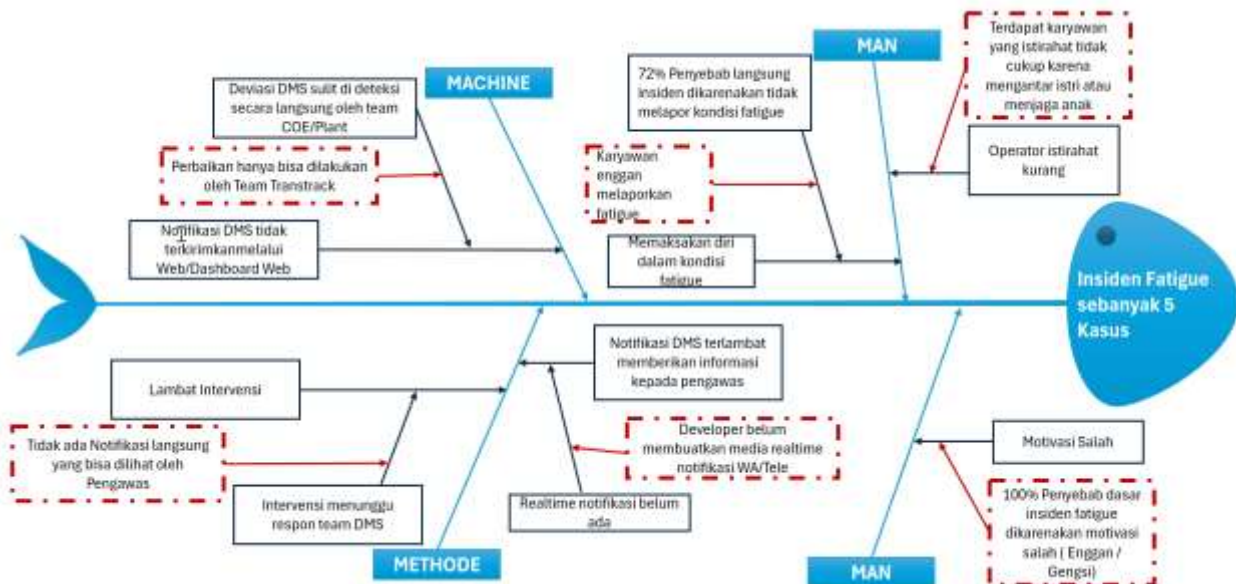 MAN
Terdapat karyawan
yang istirahat tidak
cukup karena
mengantar istri atau
menjaga anak
MACHINE
72% Penyebab langsung
insiden dikarenakan tidak
melapor kondisi fatigue
Deviasi DMS sulit di deteksi
secara langsung oleh team
COE/Plant
Perbaikan hanya bisa dilakukan
oleh Team Transtrack
Karyawan
enggan
melaporkan
fatigue
Operator istirahat
kurang
Notifikasi DMS tidak
terkirimkanmelalui
Web/Dashboard Web
Memaksakan diri
dalam kondisi
fatigue
Insiden Fatigue
sebanyak 5
Kasus
Notifikasi DMS terlambat
memberikan informasi
kepada pengawas
Lambat Intervensi
Tidak ada Notifikasi langsung
yang bisa dilihat oleh
Pengawas
Developer belum
membuatkan media realtime
notifikasi WA/Tele
Motivasi Salah
Intervensi menunggu
respon team DMS
Realtime notifikasi belum
ada
100% Penyebab dasar
insiden fatigue
dikarenakan motivasi
salah ( Enggan /
Gengsi)
METHODE
MAN